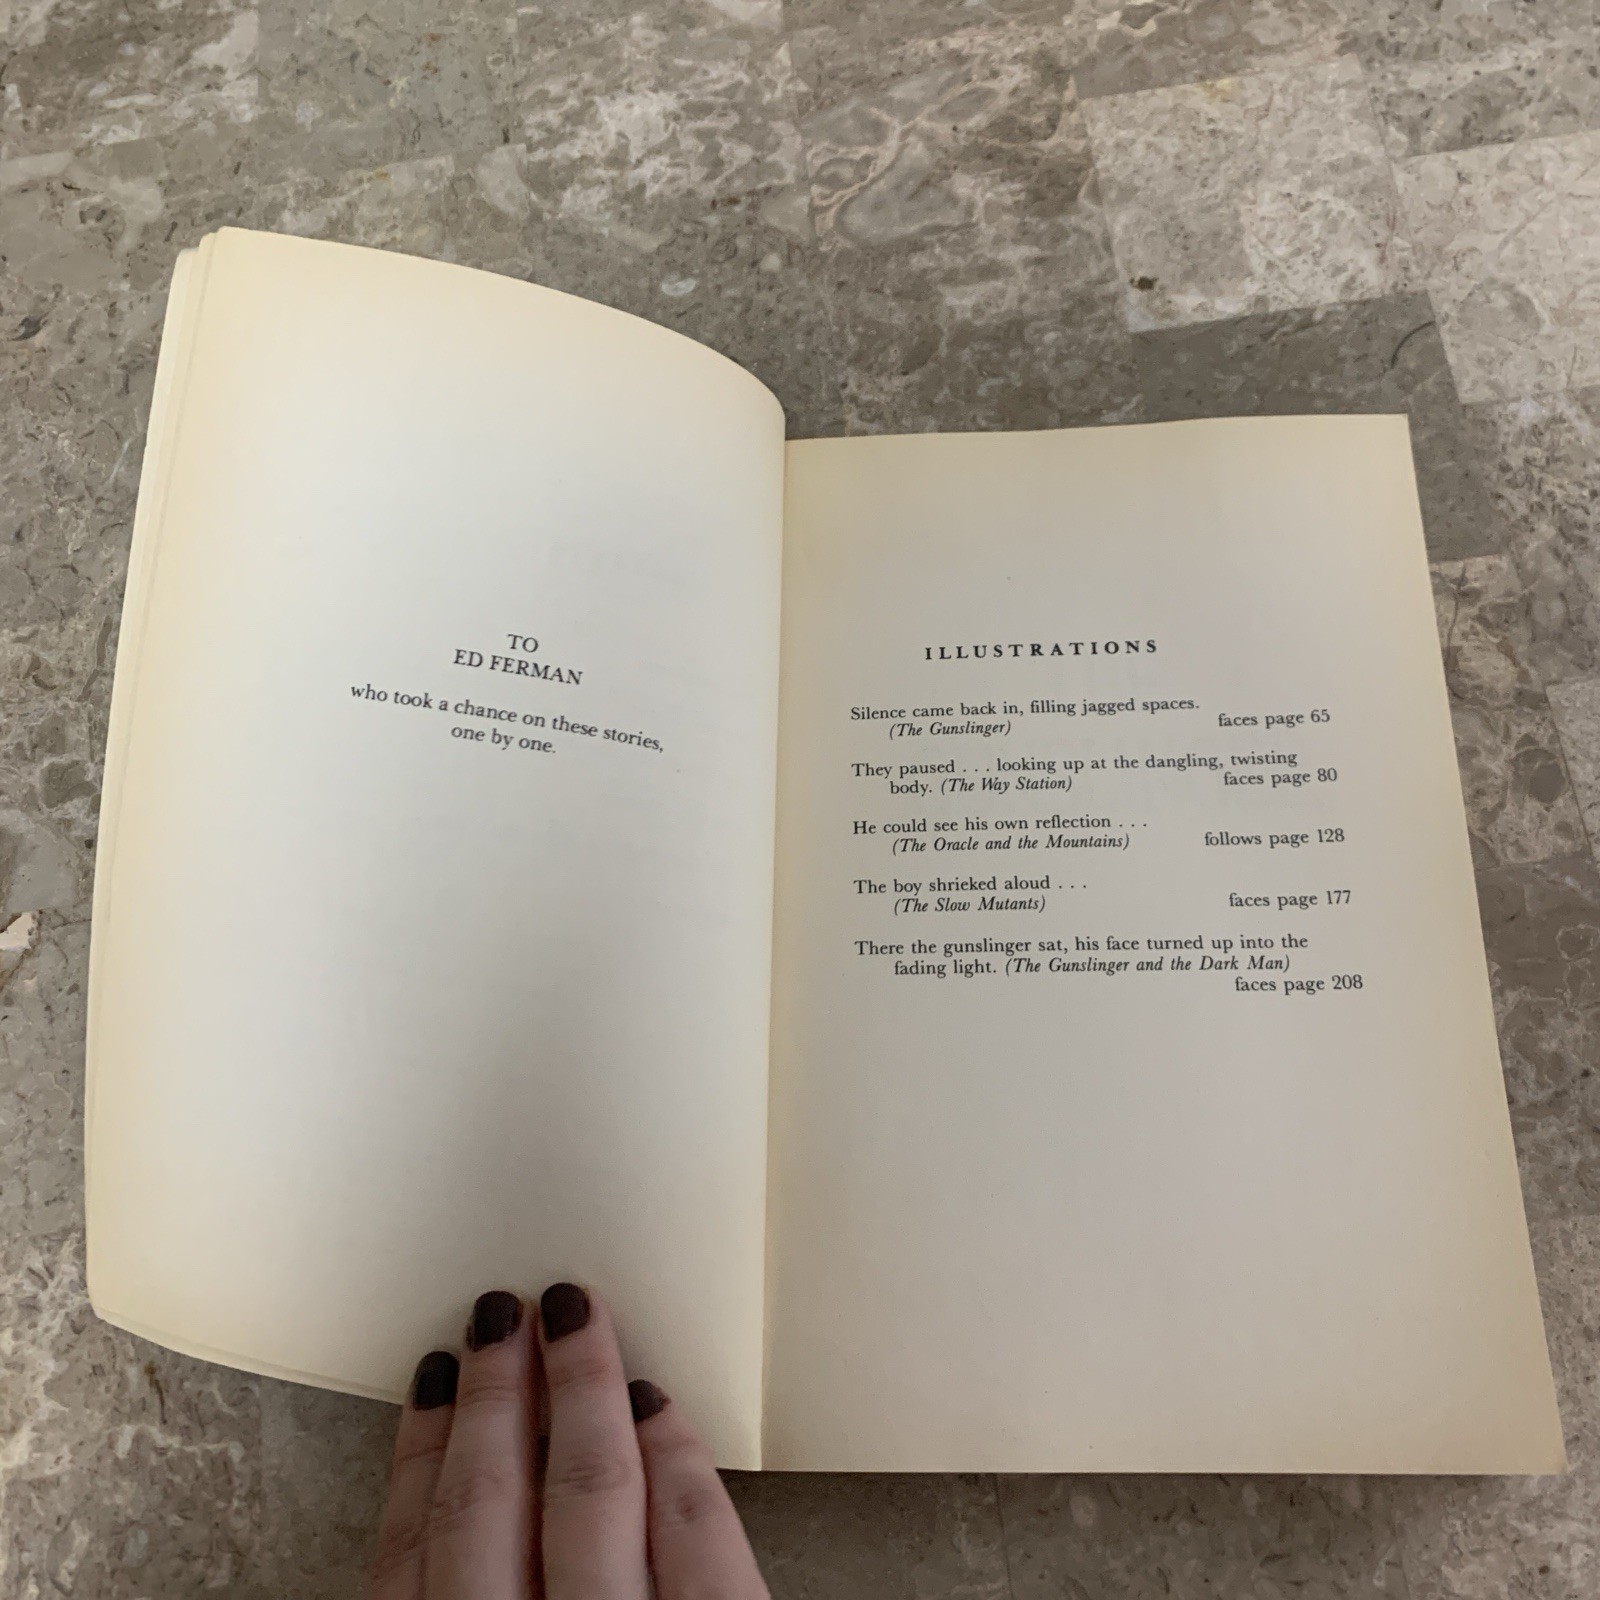 TO
ED FERMAN
who took a chance on these stories,
one by one.
ILLUSTRATIONS
Silence came back in, filling jagged spaces.
(The Gunslinger) faces page 65
They paused . . . looking up at the dangling, twisting
body. (The Way Station) faces page 80
He could see his own reflection . . .
(The Oracle and the Mountains) follows page 128
The boy shrieked aloud . . .
(The Slow Mutants) faces page 177
There the gunslinger sat, his face turned up into the
fading light. (The Gunslinger and the Dark Man)
faces page 208